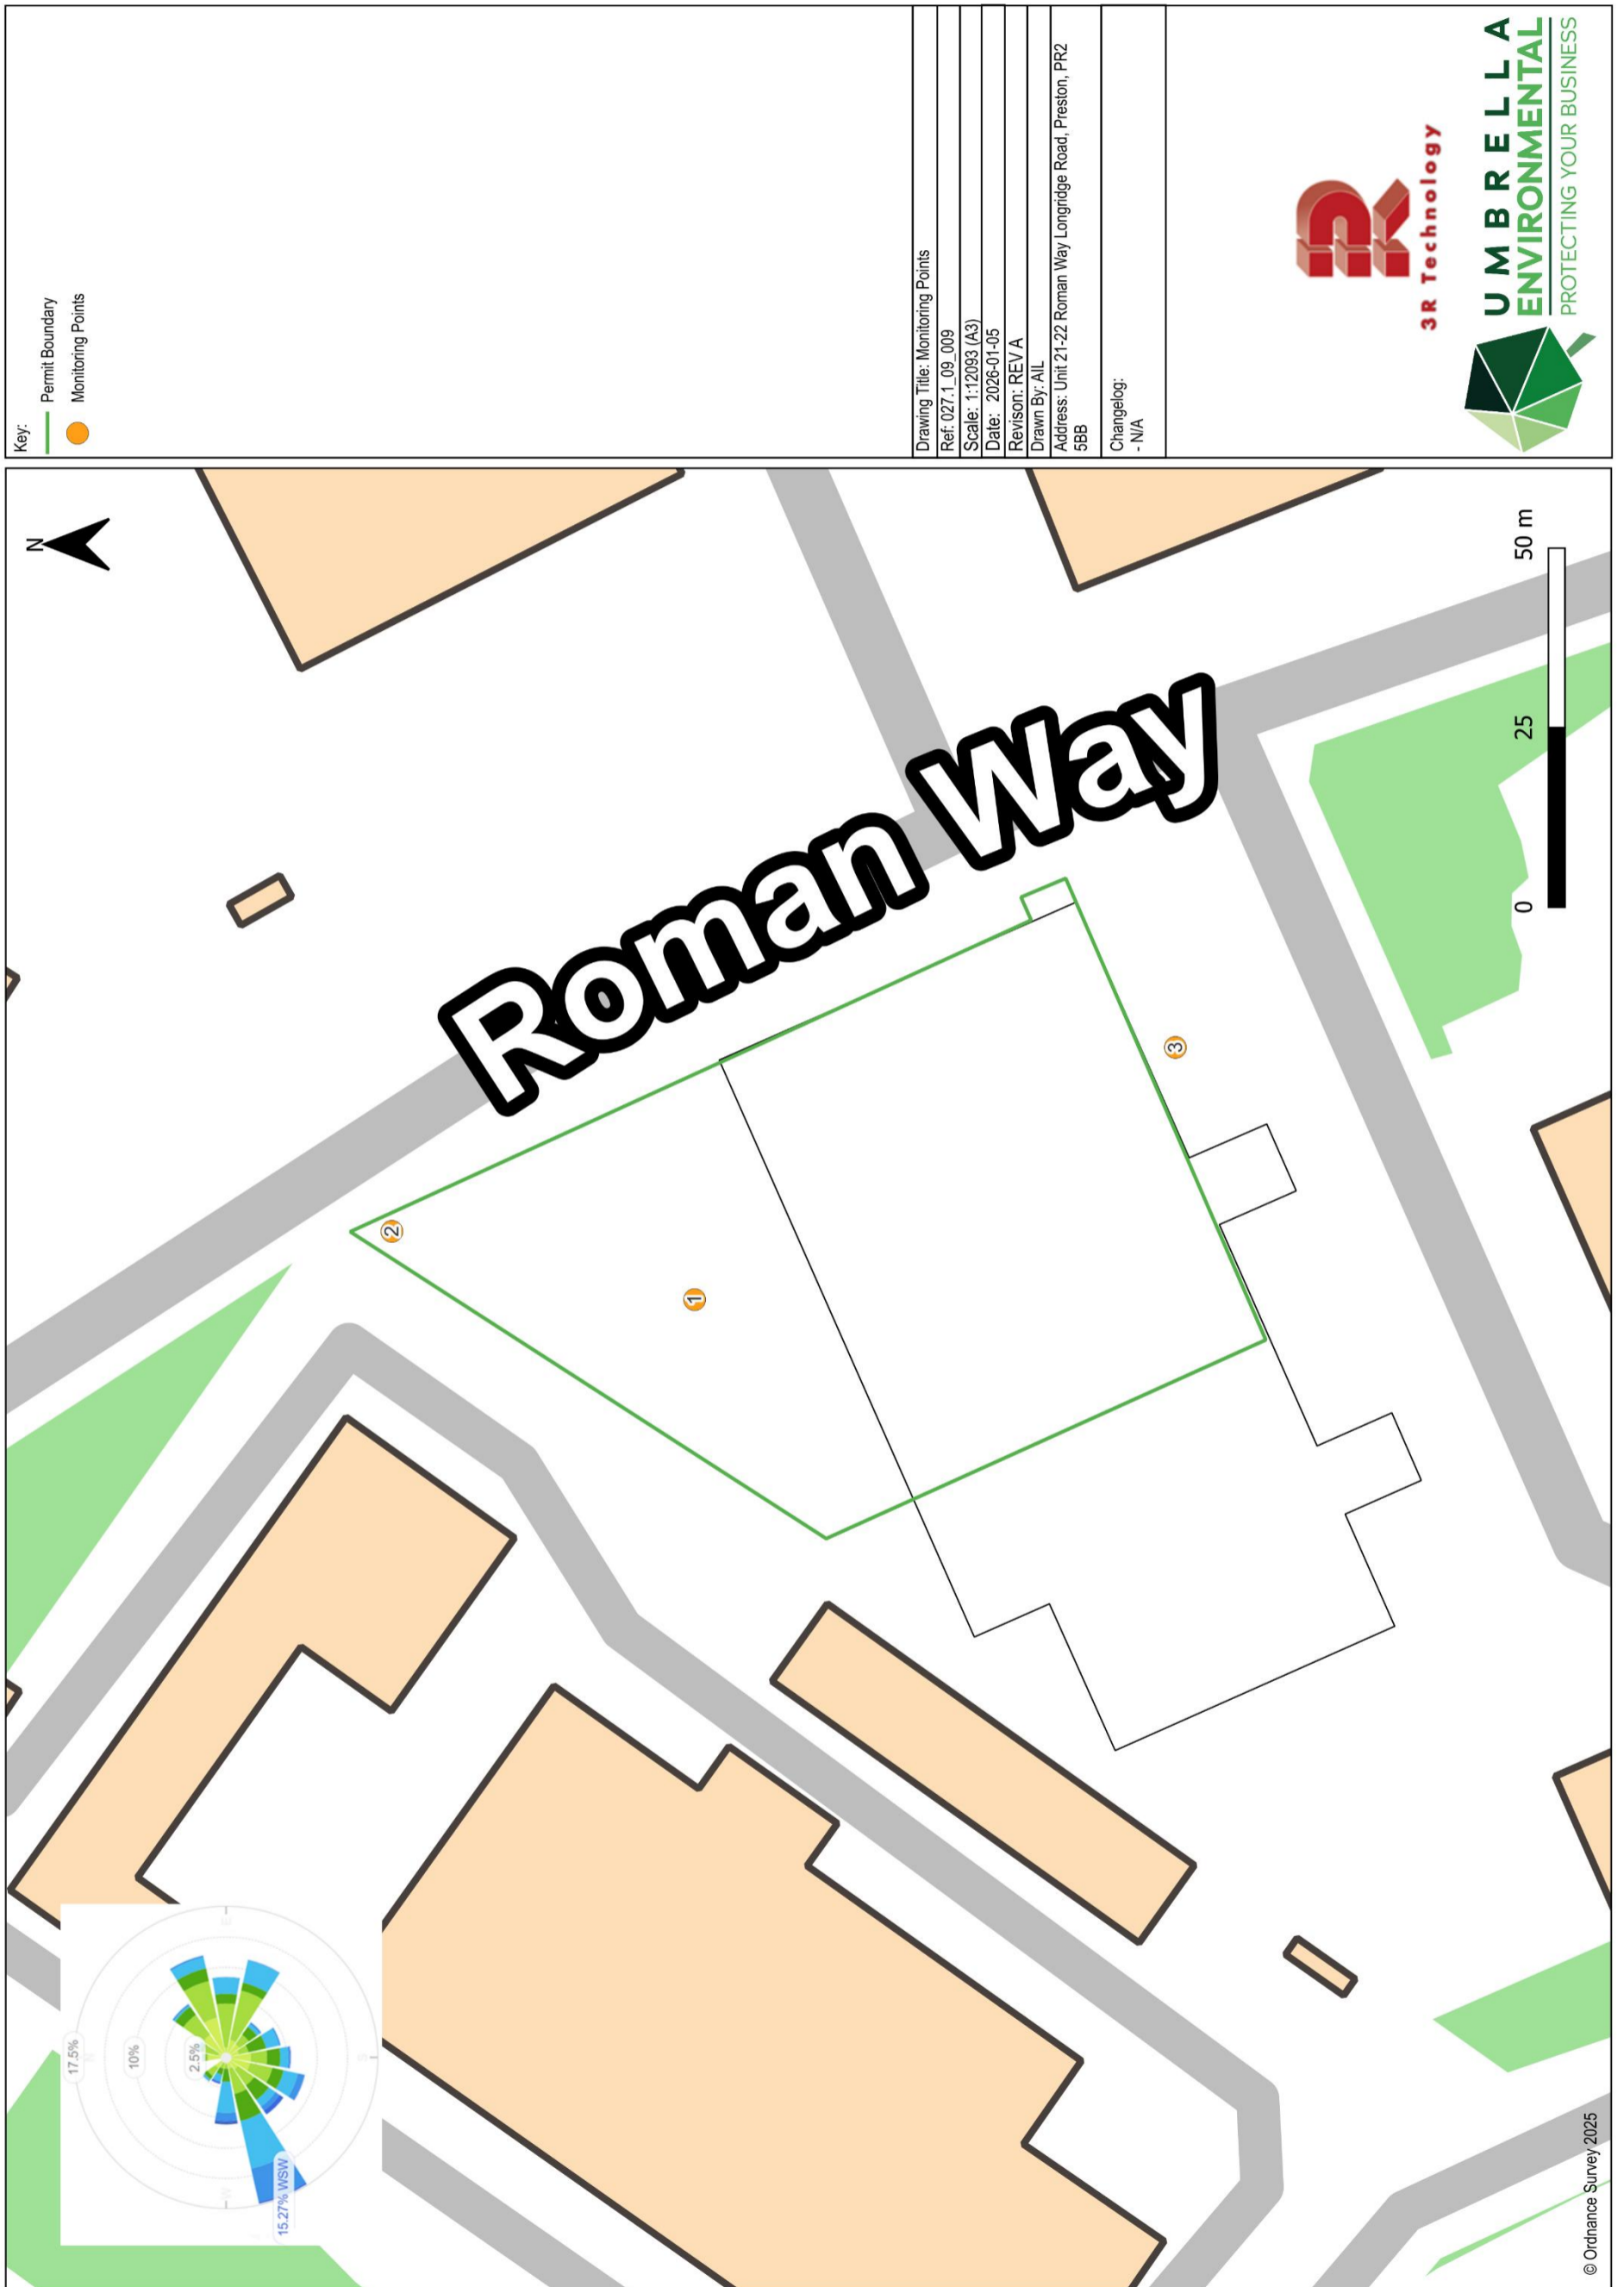 N
Roman Way
1
2
3
17.5%
10%
2.5%
E
S
W
15.27% WSW
0 25 50 m
© Ordnance Survey 2025
Key:
Permit Boundary
Monitoring Points
Drawing Title: Monitoring Points
Ref: 027.1_09_009
Scale: 1:12093 (A3)
Date: 2026-01-05
Revison: REV A
Drawn By: AIL
Address: Unit 21-22 Roman Way Longridge Road, Preston, PR2
5BB
Changelog:
- N/A
3R
3R Technology
UMBRELLA
ENVIRONMENTAL
PROTECTING YOUR BUSINESS